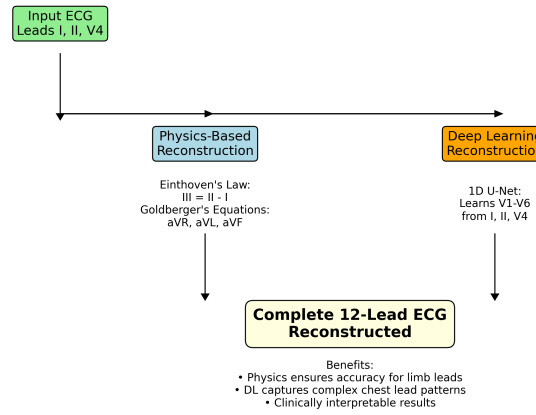 Input ECG
Leads I, II, V4
Physics-Based
Reconstruction
Deep Learning
Reconstruction
Einthoven's Law:
III = II - I
Goldberger's Equations:
aVR, aVL, aVF
1D U-Net:
Learns V1-V6
from I, II, V4
Complete 12-Lead ECG
Reconstructed
Benefits:
• Physics ensures accuracy for limb leads
• DL captures complex chest lead patterns
• Clinically interpretable results